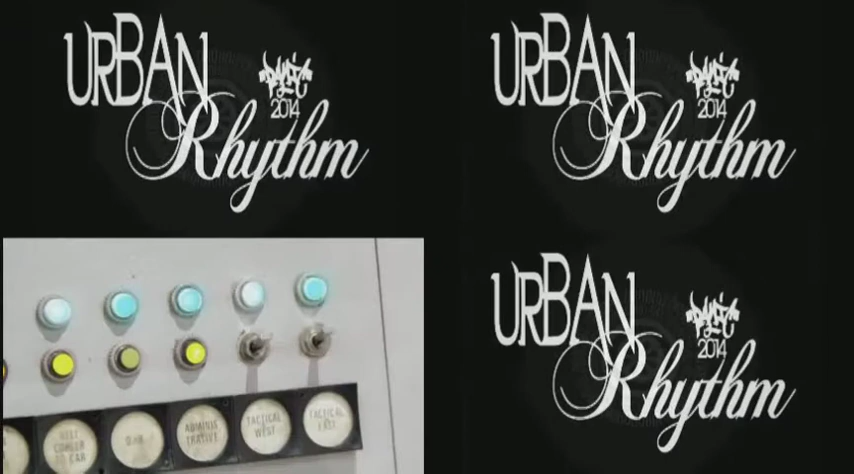 URBAN
2014
Rhythm
URBAN
2014
Rhythm
ADMINIS
TRATIVE
TACTICAL
WEST
TACTICAL
EAST
URBAN
2014
Rhythm